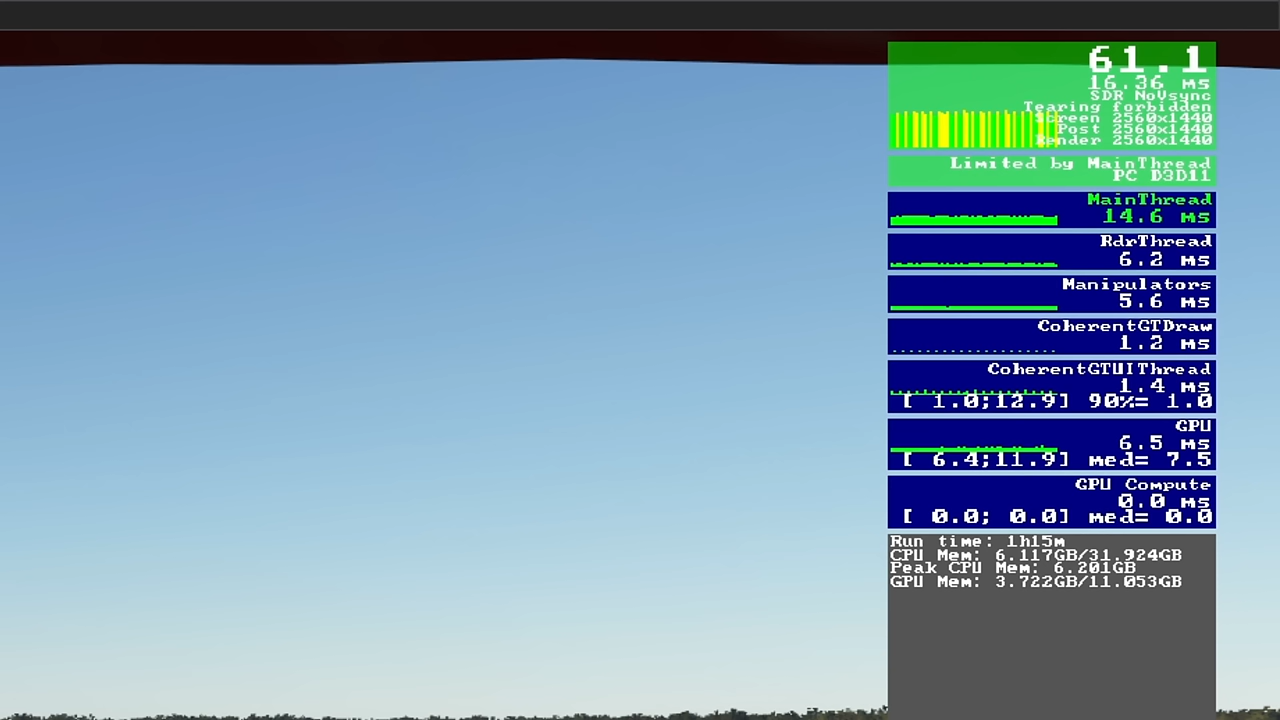 61.1
16.36 ms
SDR NoVsync
Tearing forbidden
Screen 2560x1440
Post 2560x1440
Render 2560x1440
Limited by MainThread
PC D3D11
MainThread
14.6 ms
RdrThread
6.2 ms
Manipulators
5.6 ms
CoherentGTDraw
1.2 ms
CoherentGTUIThread
1.4 ms
[ 1.0;12.9] 90%= 1.0
GPU
6.5 ms
[ 6.4;11.9] med= 7.5
GPU Compute
0.0 ms
[ 0.0; 0.0] med= 0.0
Run time: 1h15m
CPU Mem: 6.117GB/31.924GB
Peak CPU Mem: 6.201GB
GPU Mem: 3.722GB/11.053GB